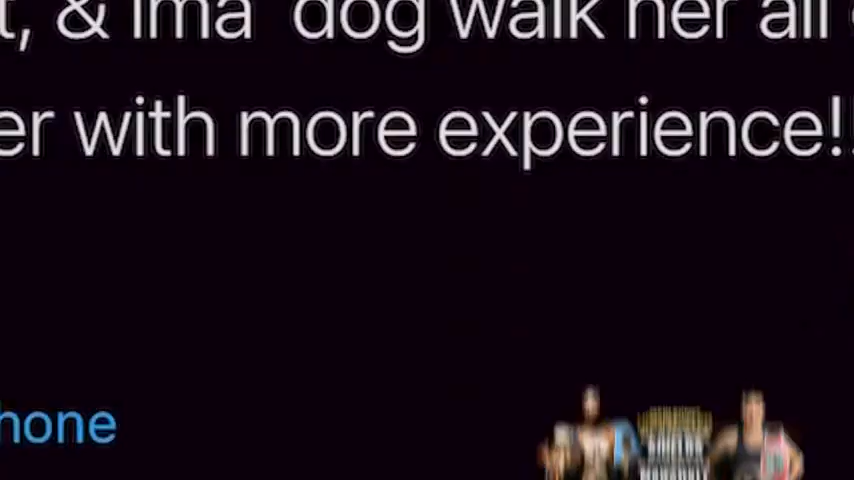 t, & ima dog walk her all
er with more experience!
hone